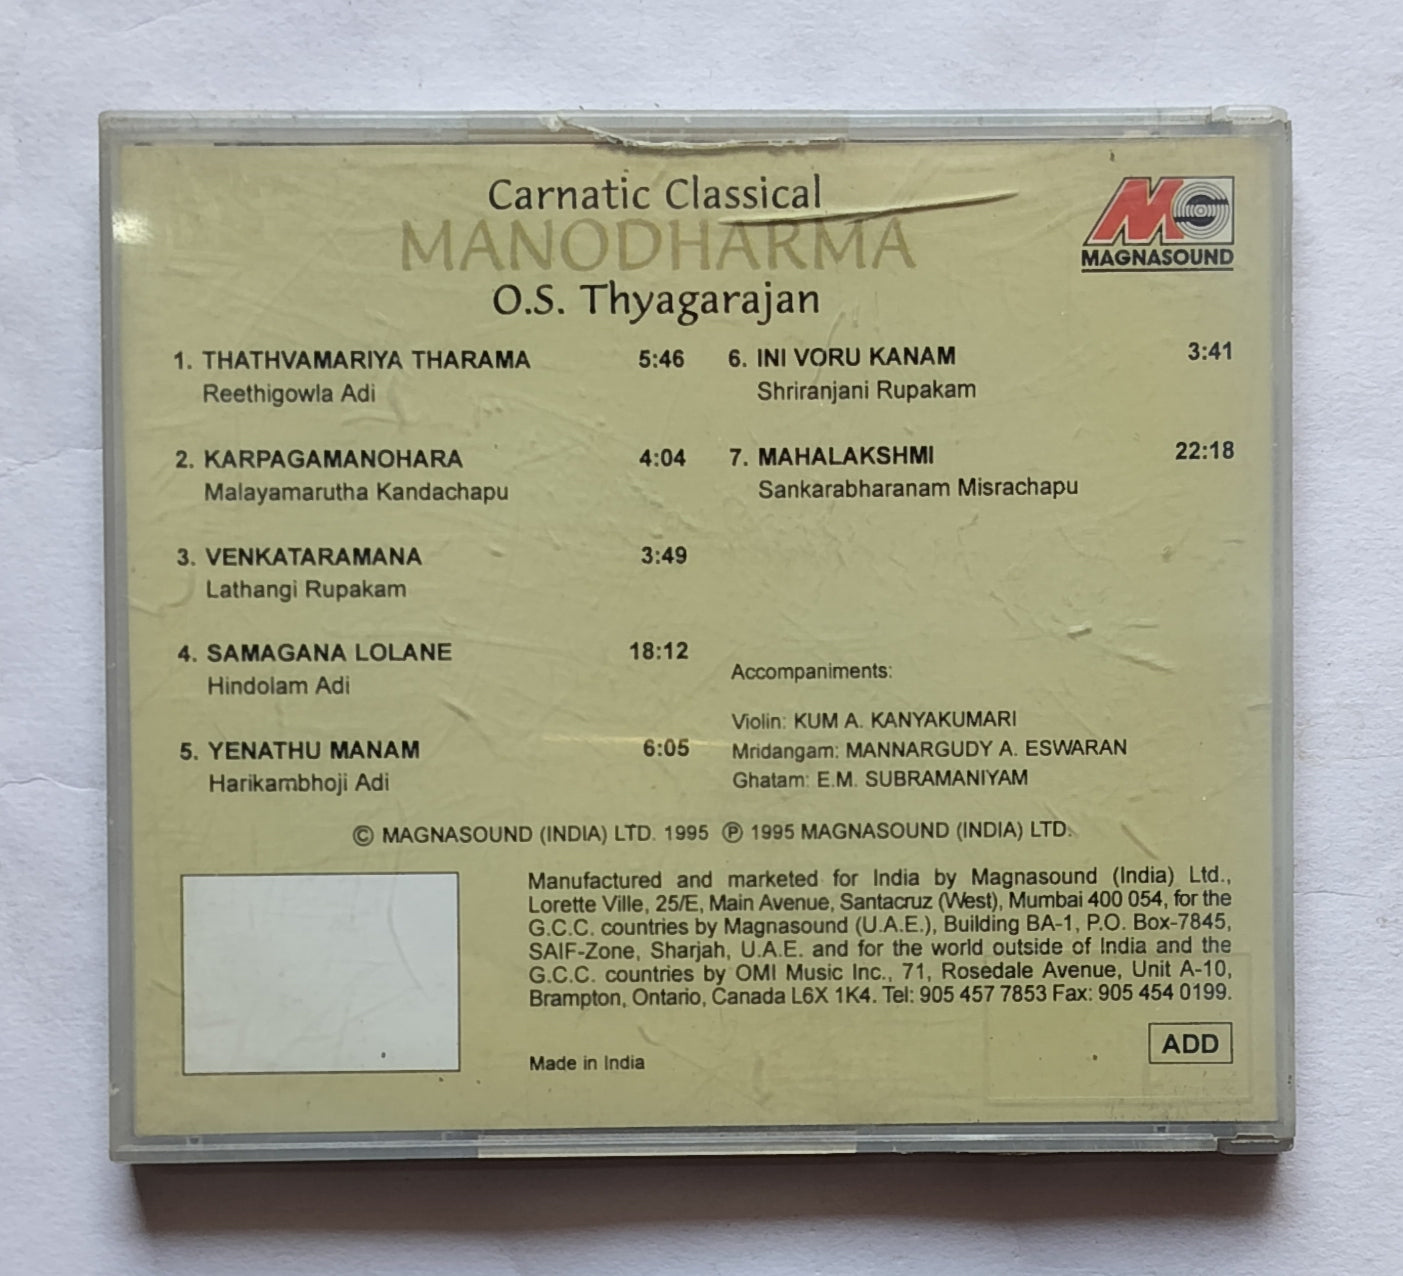 Carnatic Classical
MANODHARMA
O.S. Thyagarajan
MG
MAGNASOUND
1. THATHVAMARIYA THARAMA 5:46
Reethigowla Adi
2. KARPAGAMANOHARA 4:04
Malayamarutha Kandachapu
3. VENKATARAMANA 3:49
Lathangi Rupakam
4. SAMAGANA LOLANE 18:12
Hindolam Adi
5. YENATHU MANAM 6:05
Harikambhoji Adi
6. INI VORU KANAM 3:41
Shriranjani Rupakam
7. MAHALAKSHMI 22:18
Sankarabharanam Misrachapu
Accompaniments:
Violin: KUM A. KANYAKUMARI
Mridangam: MANNARGUDY A. ESWARAN
Ghatam: E.M. SUBRAMANIYAM
© MAGNASOUND (INDIA) LTD. 1995 ℗ 1995 MAGNASOUND (INDIA) LTD.
Manufactured and marketed for India by Magnasound (India) Ltd.,
Lorette Ville, 25/E, Main Avenue, Santacruz (West), Mumbai 400 054, for the
G.C.C. countries by Magnasound (U.A.E.), Building BA-1, P.O. Box-7845,
SAIF-Zone, Sharjah, U.A.E. and for the world outside of India and the
G.C.C. countries by OMI Music Inc., 71, Rosedale Avenue, Unit A-10,
Brampton, Ontario, Canada L6X 1K4. Tel: 905 457 7853 Fax: 905 454 0199.
ADD
Made in India